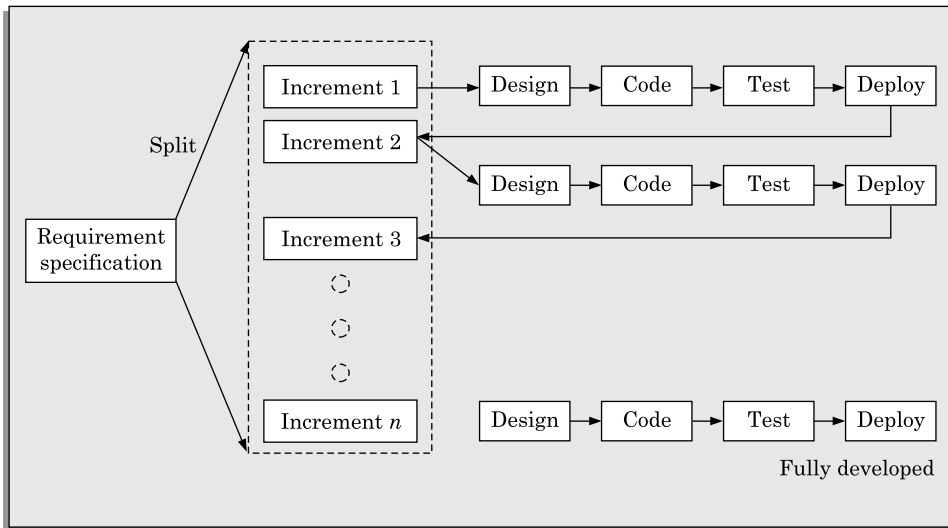 Increment 1
Design
Code
Test
Deploy
Split
Increment 2
Design
Code
Test
Deploy
Requirement
specification
Increment 3
Increment n
Design
Code
Test
Deploy
Fully developed